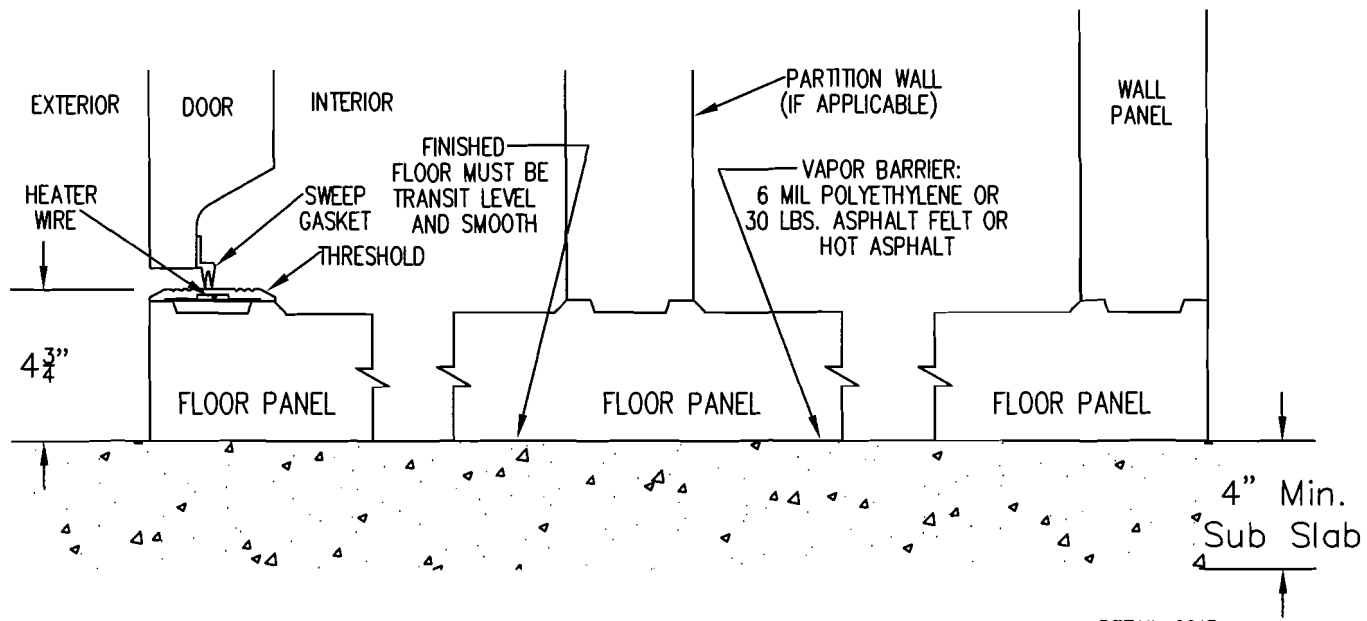 EXTERIOR
DOOR
INTERIOR
PARTITION WALL
(IF APPLICABLE)
WALL
PANEL
FINISHED
FLOOR MUST BE
TRANSIT LEVEL
AND SMOOTH
VAPOR BARRIER:
6 MIL POLYETHYLENE OR
30 LBS. ASPHALT FELT OR
HOT ASPHALT
HEATER
WIRE
SWEEP
GASKET
THRESHOLD
4 3/4"
FLOOR PANEL
FLOOR PANEL
FLOOR PANEL
4" Min.
Sub Slab